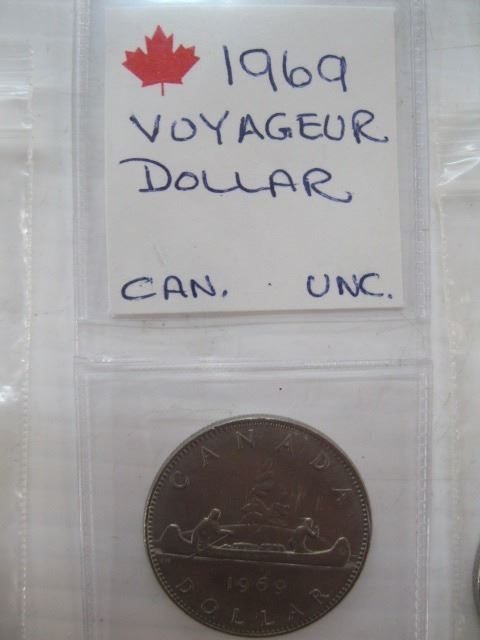 1969
VOYAGEUR
DOLLAR
CAN. UNC.
CANADA
1969
DOLLAR